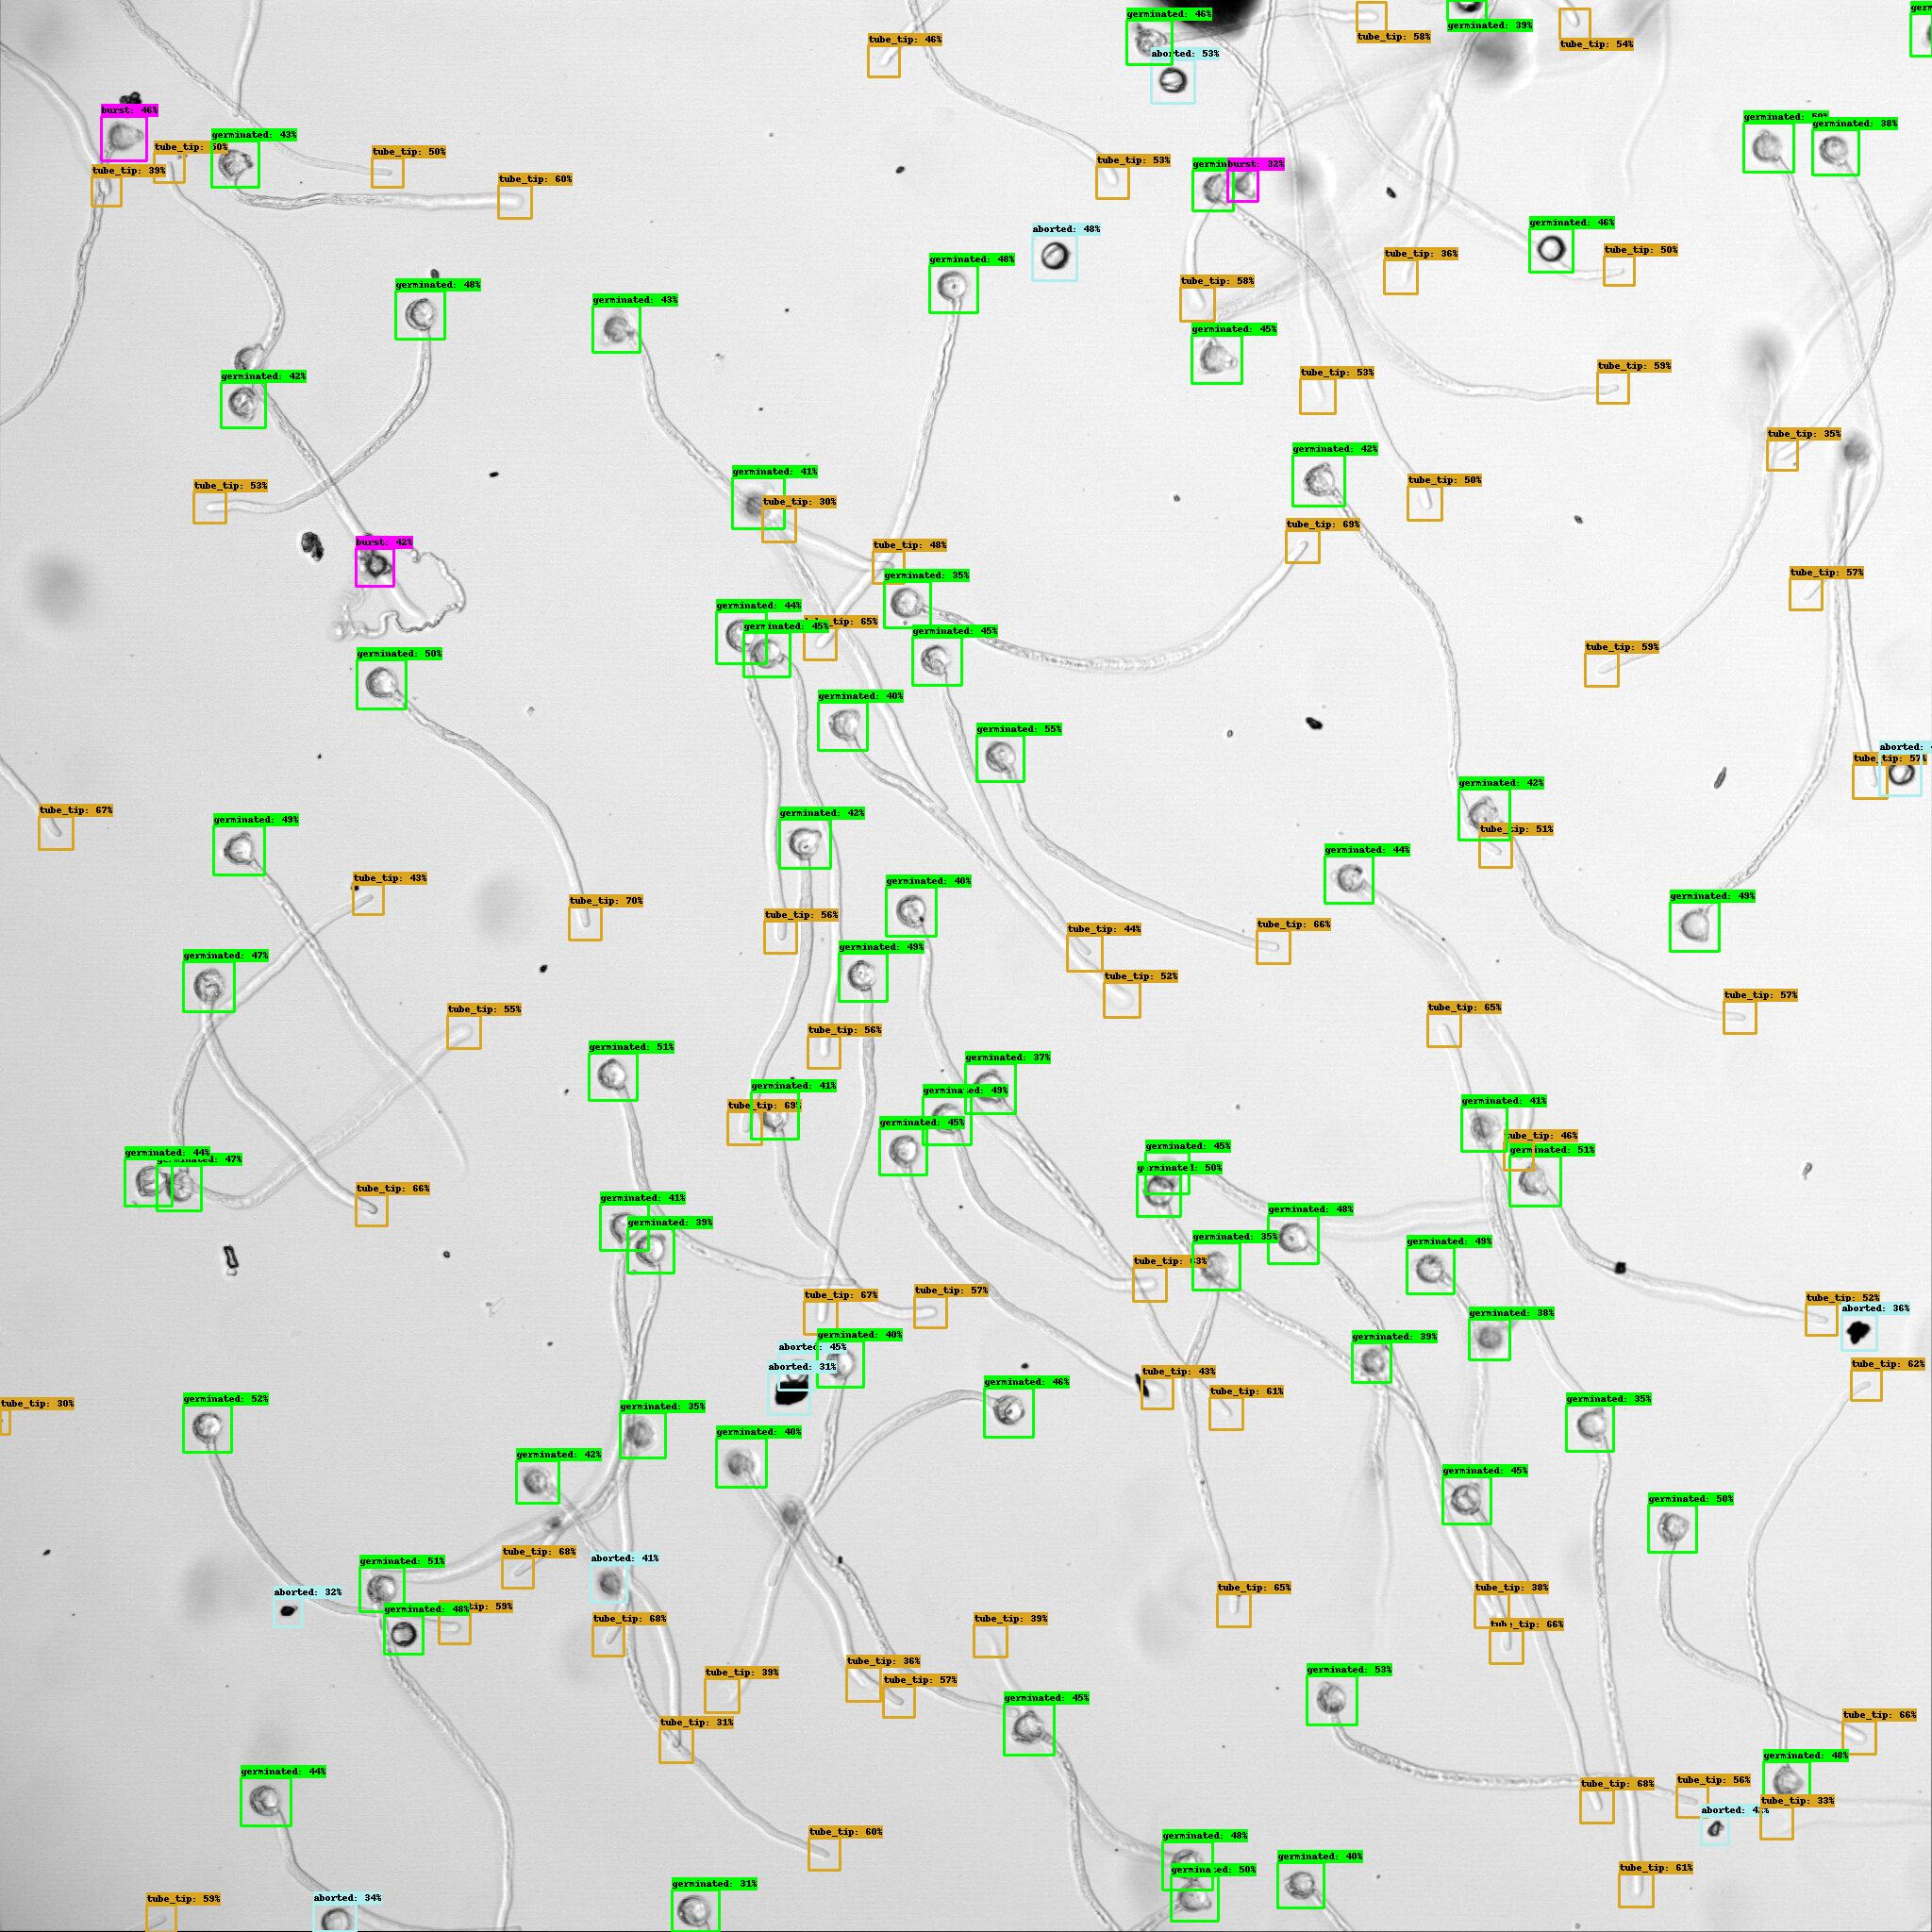 germinated: 46%
tube_tip: 58%
germinated: 39%
tube_tip: 54%
tube_tip: 46%
aborted: 53%
burst: 46%
germinated: 43%
tube_tip: 50%
tube_tip: 50%
tube_tip: 39%
tube_tip: 60%
tube_tip: 53%
burst: 32%
germinated: 38%
germinated: 46%
aborted: 48%
tube_tip: 50%
tube_tip: 36%
germinated: 48%
tube_tip: 58%
germinated: 48%
germinated: 43%
germinated: 45%
tube_tip: 59%
tube_tip: 53%
germinated: 42%
tube_tip: 35%
germinated: 42%
germinated: 41%
tube_tip: 50%
tube_tip: 53%
tube_tip: 30%
tube_tip: 69%
burst: 42%
tube_tip: 48%
germinated: 35%
tube_tip: 57%
germinated: 44%
tube_tip: 65%
germinated: 45%
germinated: 45%
tube_tip: 59%
germinated: 50%
germinated: 40%
germinated: 55%
tube_tip: 57%
germinated: 42%
tube_tip: 67%
germinated: 49%
germinated: 42%
tube_tip: 51%
germinated: 44%
tube_tip: 43%
germinated: 40%
germinated: 49%
tube_tip: 70%
tube_tip: 56%
tube_tip: 44%
tube_tip: 66%
germinated: 47%
germinated: 49%
tube_tip: 52%
tube_tip: 57%
tube_tip: 55%
tube_tip: 65%
tube_tip: 56%
germinated: 51%
germinated: 37%
germinated: 41%
germinated: 49%
germinated: 41%
tube_tip: 69%
germinated: 45%
tube_tip: 46%
germinated: 45%
germinated: 51%
germinated: 44%
germinated: 47%
germinated: 50%
tube_tip: 66%
germinated: 41%
germinated: 48%
germinated: 39%
germinated: 35%
germinated: 49%
tube_tip: 63%
tube_tip: 57%
tube_tip: 67%
tube_tip: 52%
aborted: 36%
germinated: 38%
germinated: 40%
germinated: 39%
aborted: 45%
aborted: 31%
tube_tip: 62%
tube_tip: 43%
germinated: 46%
tube_tip: 61%
germinated: 52%
tube_tip: 30%
germinated: 35%
germinated: 35%
germinated: 40%
germinated: 42%
germinated: 45%
germinated: 50%
tube_tip: 68%
germinated: 51%
aborted: 41%
tube_tip: 65%
tube_tip: 38%
aborted: 32%
germinated: 48%
tube_tip: 59%
tube_tip: 68%
tube_tip: 39%
tube_tip: 66%
tube_tip: 36%
germinated: 53%
tube_tip: 39%
tube_tip: 57%
germinated: 45%
tube_tip: 66%
tube_tip: 31%
germinated: 48%
germinated: 44%
tube_tip: 56%
tube_tip: 68%
tube_tip: 33%
germinated: 48%
tube_tip: 60%
germinated: 40%
germinated: 50%
tube_tip: 61%
germinated: 31%
aborted: 34%
tube_tip: 59%